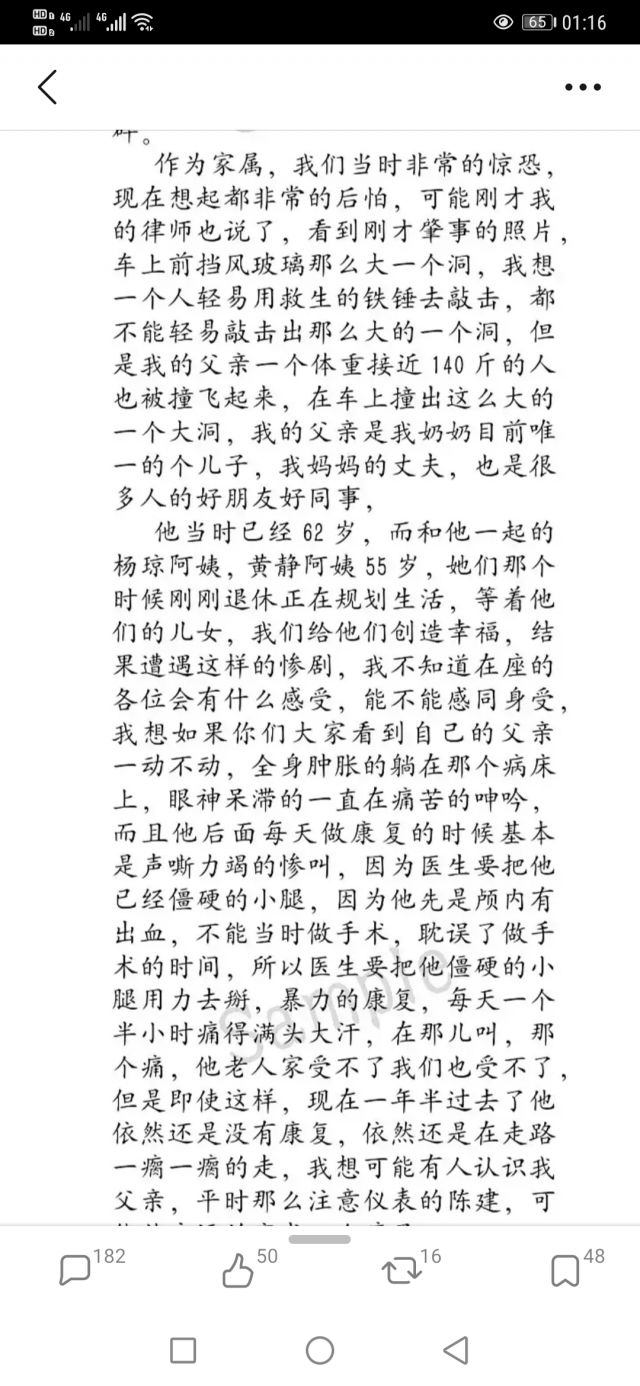 HD 1 4G 4G
HD 2
65 01:16
作为家属，我们当时非常的惊恐，
现在想起都非常的后怕，可能刚才我
的律师也说了，看到刚才肇事的照片，
车上前挡风玻璃那么大一个洞，我想
一个人轻易用救生的铁锤去敲击，都
不能轻易敲击出那么大的一个洞，但
是我的父亲一个体重接近 140 斤的人
也被撞飞起来，在车上撞出这么大的
一个大洞，我的父亲是我奶奶目前唯
一的个儿子，我妈妈的丈夫，也是很
多人的好朋友好同事，
他当时已经 62 岁，而和他一起的
杨琼阿姨，黄静阿姨 55 岁，她们那个
时候刚刚退休正在规划生活，等着他
们的儿女，我们给他们创造幸福，结
果遭遇这样的惨剧，我不知道在座的
各位会有什么感受，能不能感同身受，
我想如果你们大家看到自己的父亲
一动不动，全身肿胀的躺在那个病床
上，眼神呆滞的一直在痛苦的呻吟，
而且他后面每天做康复的时候基本
是声嘶力竭的惨叫，因为医生要把他
已经僵硬的小腿，因为他先是颅内有
出血，不能当时做手术，耽误了做手
术的时间，所以医生要把他僵硬的小
腿用力去掰，暴力的康复，每天一个
半小时痛得满头大汗，在那儿叫，那
个痛，他老人家受不了我们也受不了，
但是即使这样，现在一年半过去了他
依然还是没有康复，依然还是在走路
一瘸一瘸的走，我想可能有人认识我
父亲，平时那么注意仪表的陈建，可
Sample
182 50 16 48